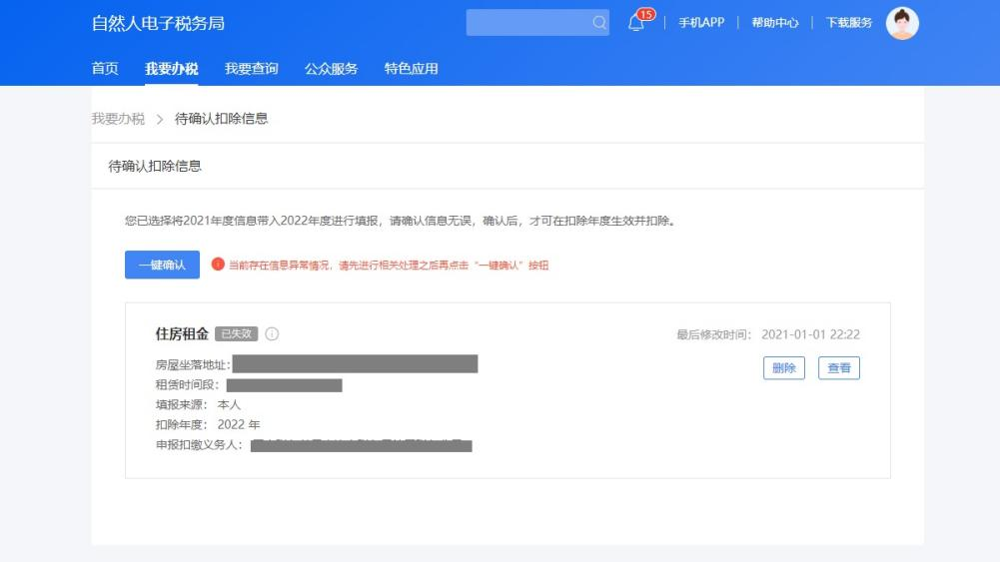 自然人电子税务局
15
手机APP
帮助中心
下载服务
首页 我要办税 我要查询 公众服务 特色应用
我要办税 > 待确认扣除信息
待确认扣除信息
您已选择将2021年度信息带入2022年度进行填报，请确认信息无误，确认后，才可在扣除年度生效并扣除。
一键确认 当前存在信息异常情况，请先进行相关处理之后再点击“一键确认”按钮
住房租金 已失效 最后修改时间： 2021-01-01 22:22
房屋坐落地址：
删除 查看
租赁时间段：
填报来源： 本人
扣除年度： 2022 年
申报扣缴义务人：